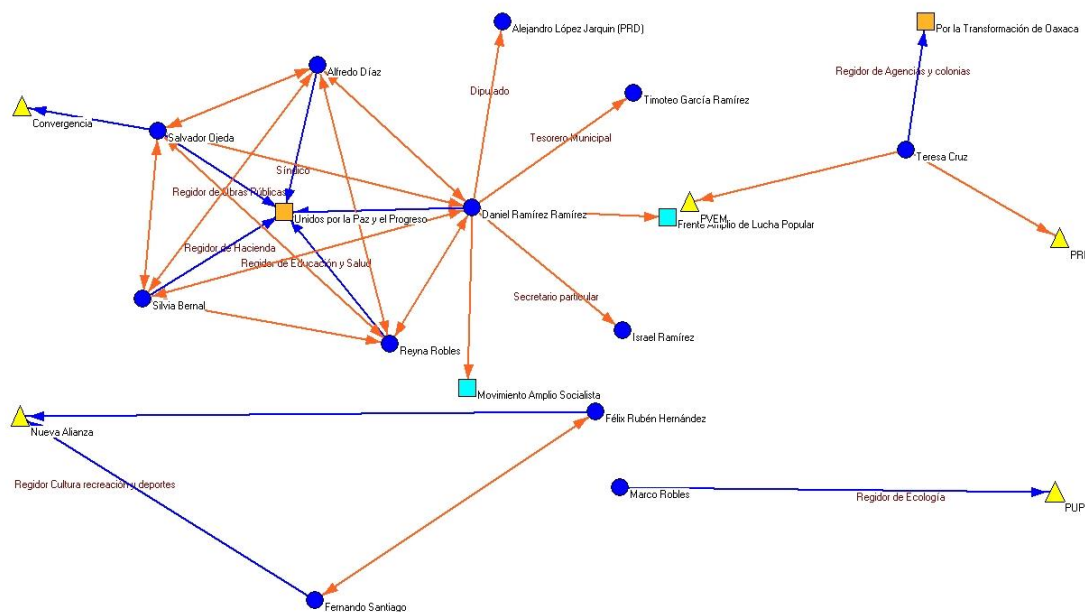 Alejandro López Jarquin (PRD)
Por la Transformación de Oaxaca
Alfredo Díaz
Regidor de Agencias y colonias
Diputado
Timoteo García Ramírez
Convergencia
Salvador Ojeda
Tesorero Municipal
Teresa Cruz
Síndico
Regidor de Obras Públicas
Unidos por la Paz y el Progreso
Daniel Ramírez Ramírez
PVEM
Frente Amplio de Lucha Popular
Regidor de Hacienda
Regidor de Educación y Salud
PRI
Silvia Bernal
Secretario particular
Israel Ramírez
Reyna Robles
Movimiento Amplio Socialista
Nueva Alianza
Félix Rubén Hernández
Regidor Cultura recreación y deportes
Marco Robles
Regidor de Ecología
PUP
Fernando Santiago